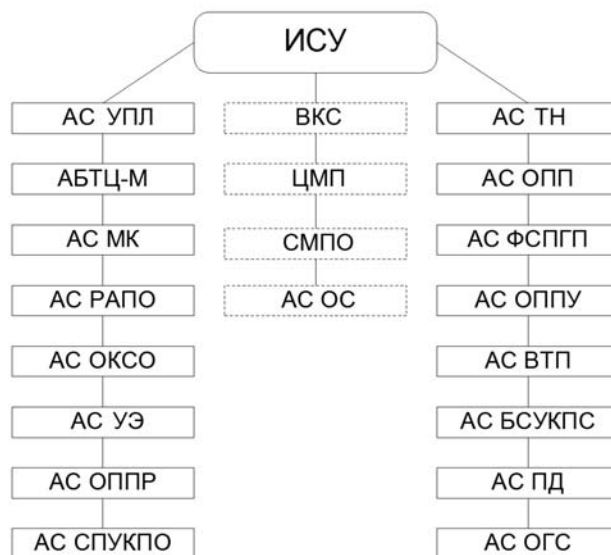 ИСУ
АС УПЛ
АБТЦ-М
АС МК
АС РАПО
АС ОКСО
АС УЭ
АС ОППР
АС СПУКПО
ВКС
ЦМП
СМПО
АС ОС
АС ТН
АС ОПП
АС ФСПГП
АС ОППУ
АС ВТП
АС БСУКПС
АС ПД
АС ОГС